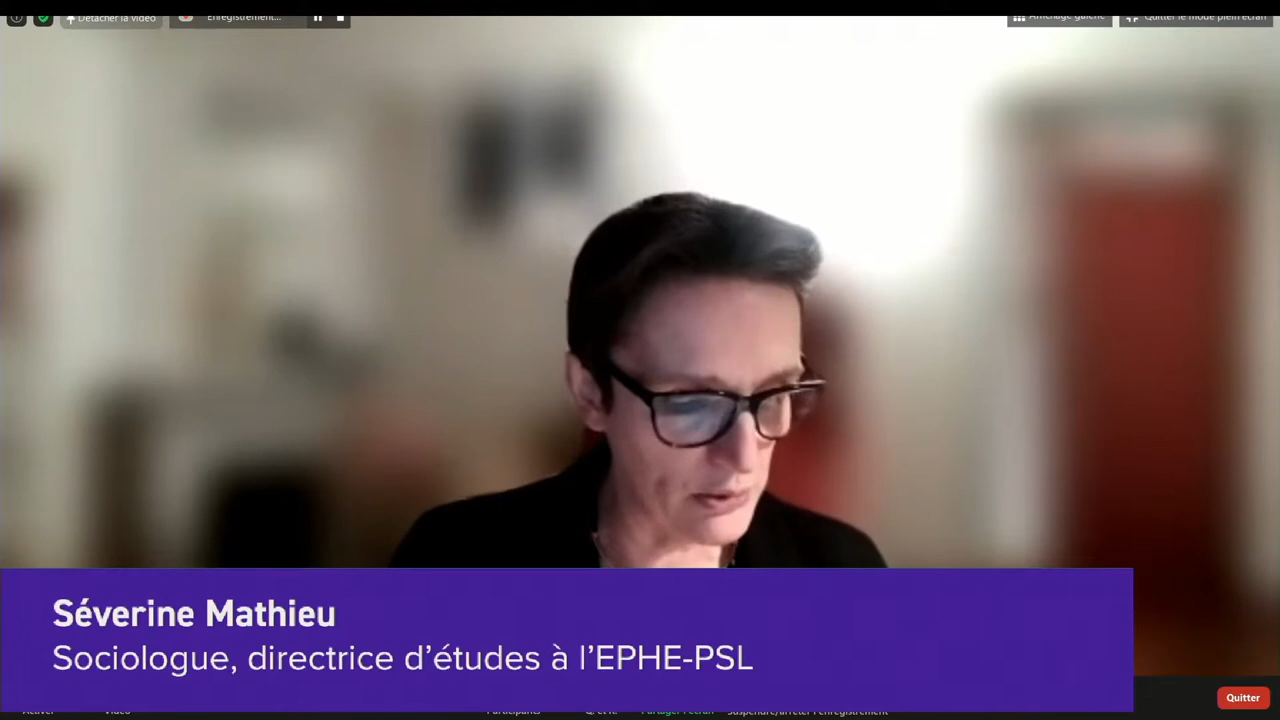 Détacher la vidéo
Enregistrement...
Affichage galerie
Quitter le mode plein écran
Séverine Mathieu
Sociologue, directrice d'études à l'EPHE-PSL
Quitter
Participants
Partager l'écran
Suspendre/arrêter l'enregistrement